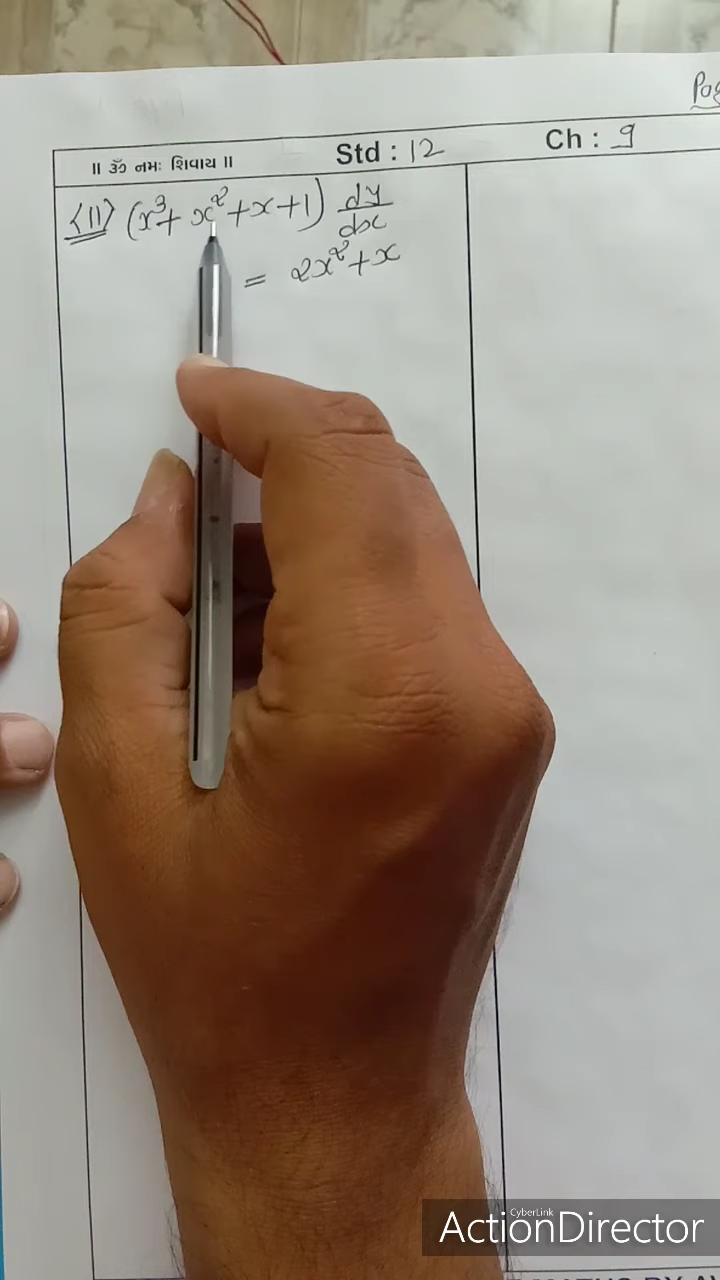 Pag
॥ ॐ નમઃ શિવાય ॥ Std : 12 Ch : 9
<11> (x³ + x² + x + 1) dy/dx
= 2x² + x
CyberLink
ActionDirector